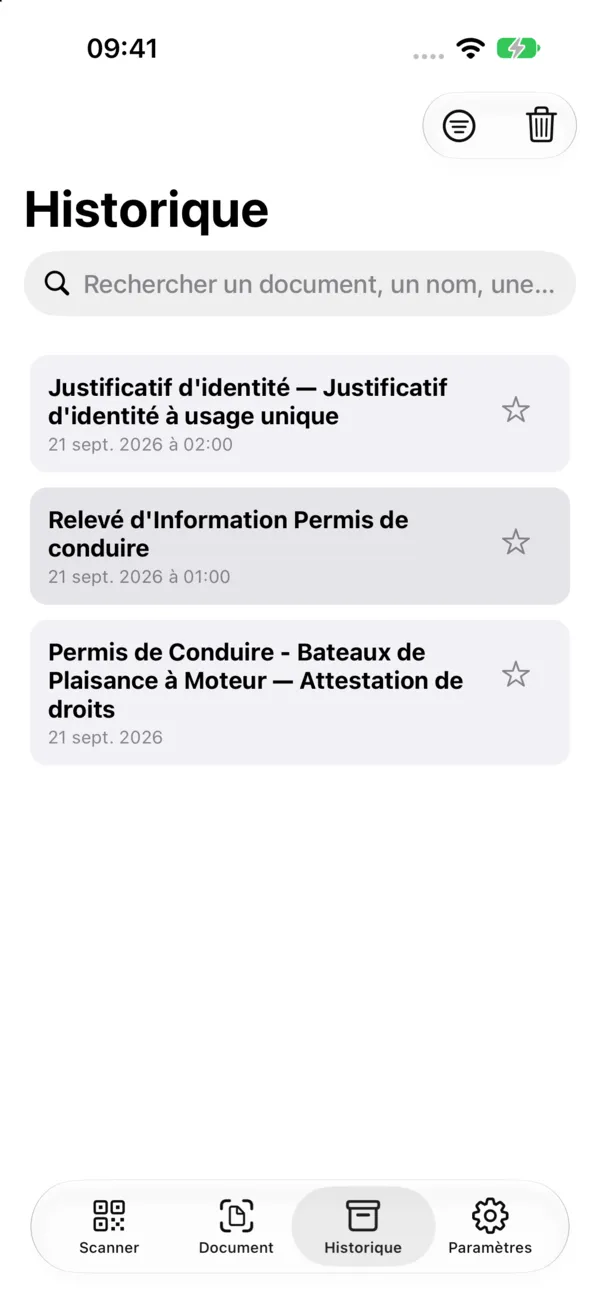 09:41
Historique
Rechercher un document, un nom, une...
Justificatif d'identité — Justificatif
d'identité à usage unique
21 sept. 2026 à 02:00
Relevé d'Information Permis de
conduire
21 sept. 2026 à 01:00
Permis de Conduire - Bateaux de
Plaisance à Moteur — Attestation de
droits
21 sept. 2026
Scanner
Document
Historique
Paramètres